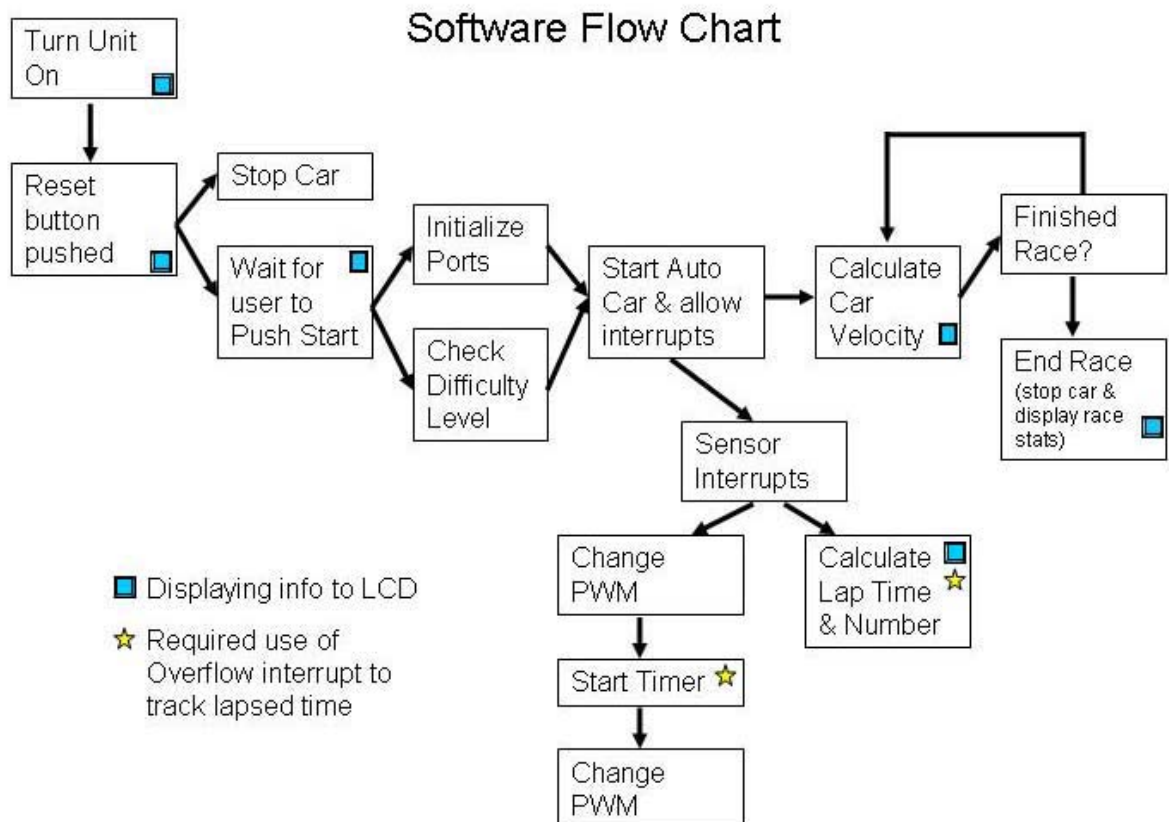 Software Flow Chart
Turn Unit
On
Reset
button
pushed
Stop Car
Wait for
user to
Push Start
Initialize
Ports
Check
Difficulty
Level
Start Auto
Car & allow
interrupts
Calculate
Car
Velocity
Finished
Race?
End Race
(stop car &
display race
stats)
Sensor
Interrupts
Change
PWM
Start Timer
Change
PWM
Calculate
Lap Time
& Number
Displaying info to LCD
Required use of
Overflow interrupt to
track lapsed time